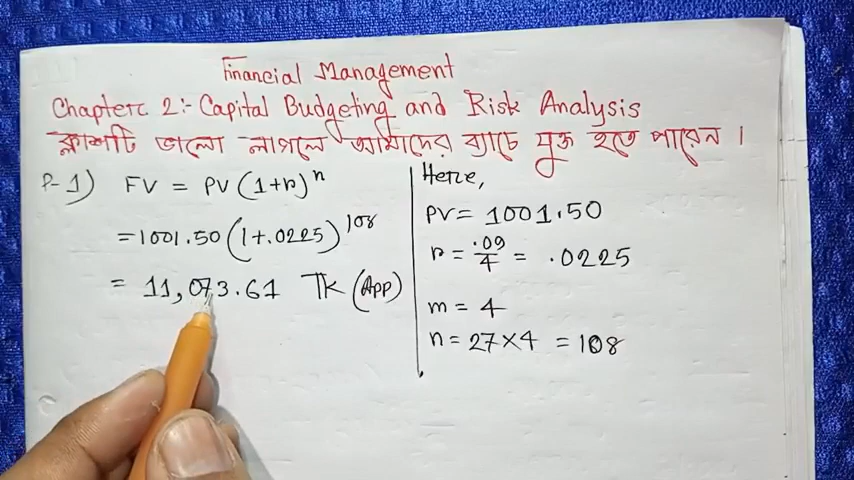 Financial Management
Chapter 2:- Capital Budgeting and Risk Analysis
ক্লাশটি ভালো লাগলে আমাদের ব্যাচে যুক্ত হতে পারেন।
P-1) FV = PV(1+r)^n
=1001.50(1+.0225)^108
= 11,073.61 TK (App)
Here,
PV= 1001.50
r = .09/4 = .0225
m = 4
n = 27×4 = 108